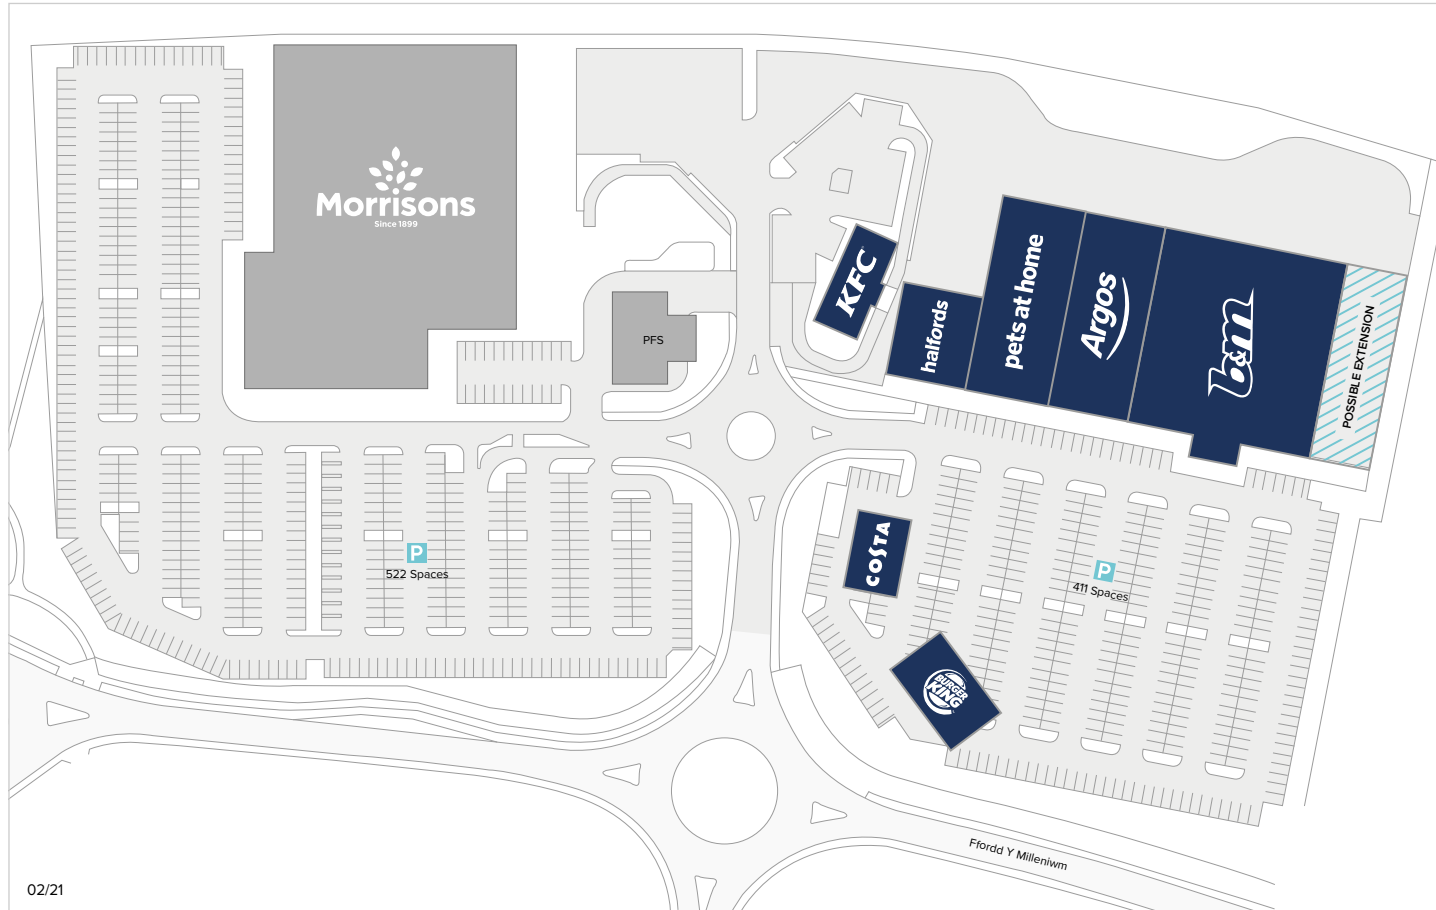 Morrisons
Since 1899
PFS
KFC
halfords
pets at home
Argos
b&m
POSSIBLE EXTENSION
P
522 Spaces
COSTA
P
411 Spaces
BURGER
KING
Ffordd Y Milleniwm
02/21